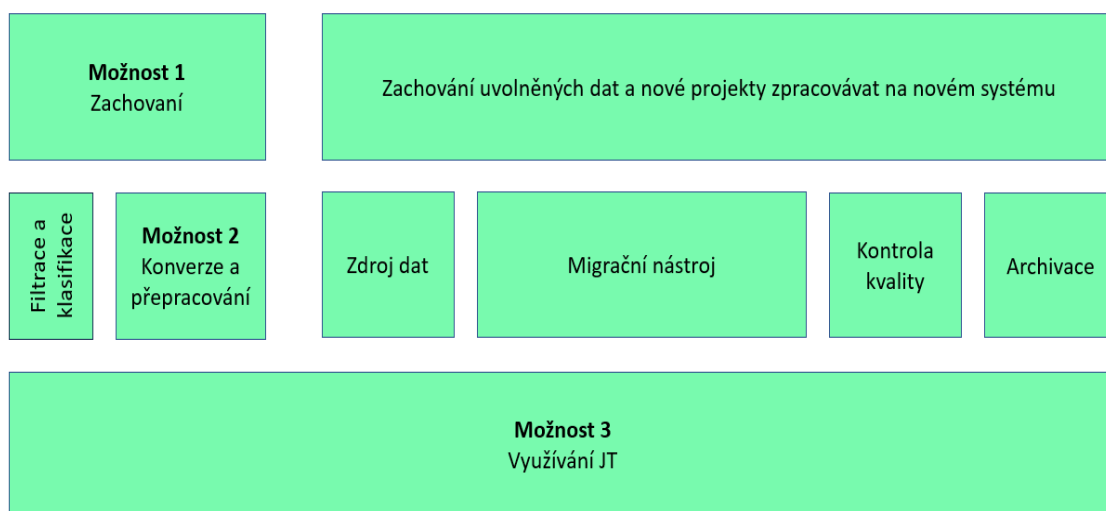 Možnost 1
Zachovaní
Zachování uvolněných dat a nové projekty zpracovávat na novém systému
Filtrace a
klasifikace
Možnost 2
Konverze a
přepracování
Zdroj dat
Migrační nástroj
Kontrola
kvality
Archivace
Možnost 3
Využívání JT